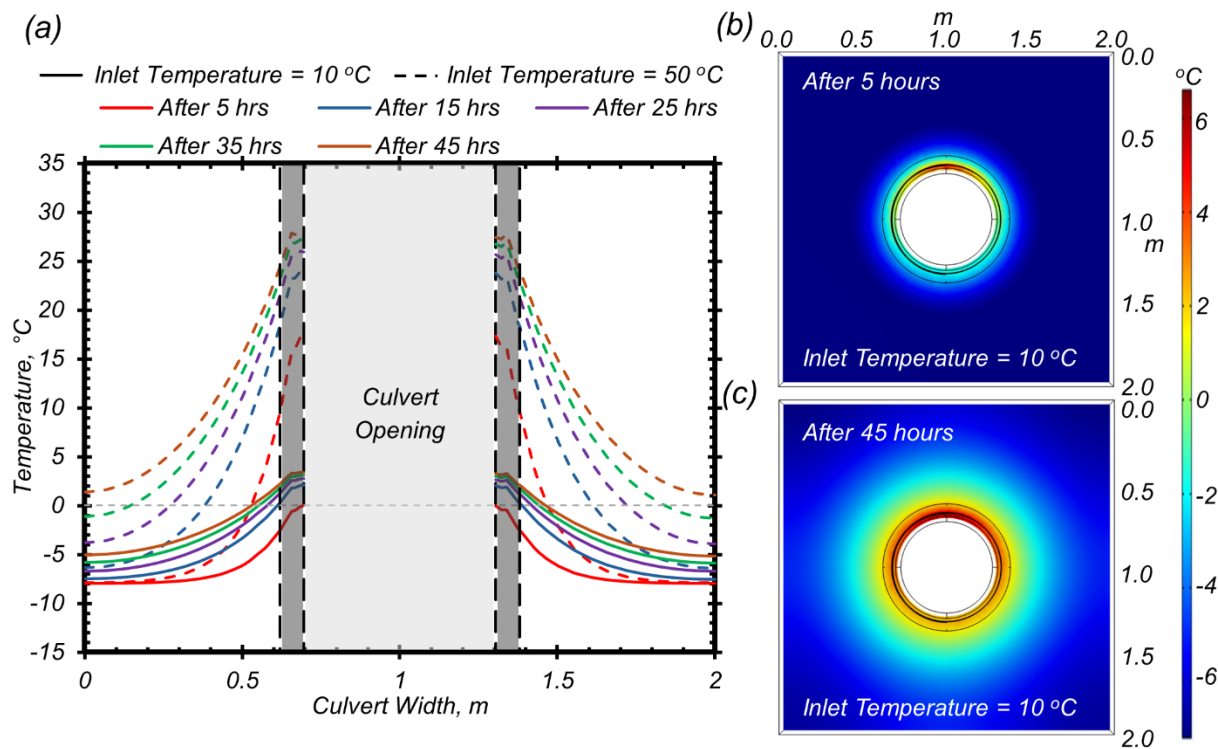 (a)
Inlet Temperature = 10 °C
Inlet Temperature = 50 °C
After 5 hrs
After 15 hrs
After 25 hrs
After 35 hrs
After 45 hrs
Temperature, °C
35
30
25
20
15
10
5
0
-5
-10
-15
Culvert
Opening
0
0.5
1
1.5
2
Culvert Width, m
(b)
m
0.0
0.5
1.0
1.5
2.0
After 5 hours
Inlet Temperature = 10 °C
0.0
0.5
1.0
m
1.5
2.0
(c)
After 45 hours
Inlet Temperature = 10 °C
0.0
0.5
1.0
m
1.5
2.0
°C
6
4
2
0
-2
-4
-6